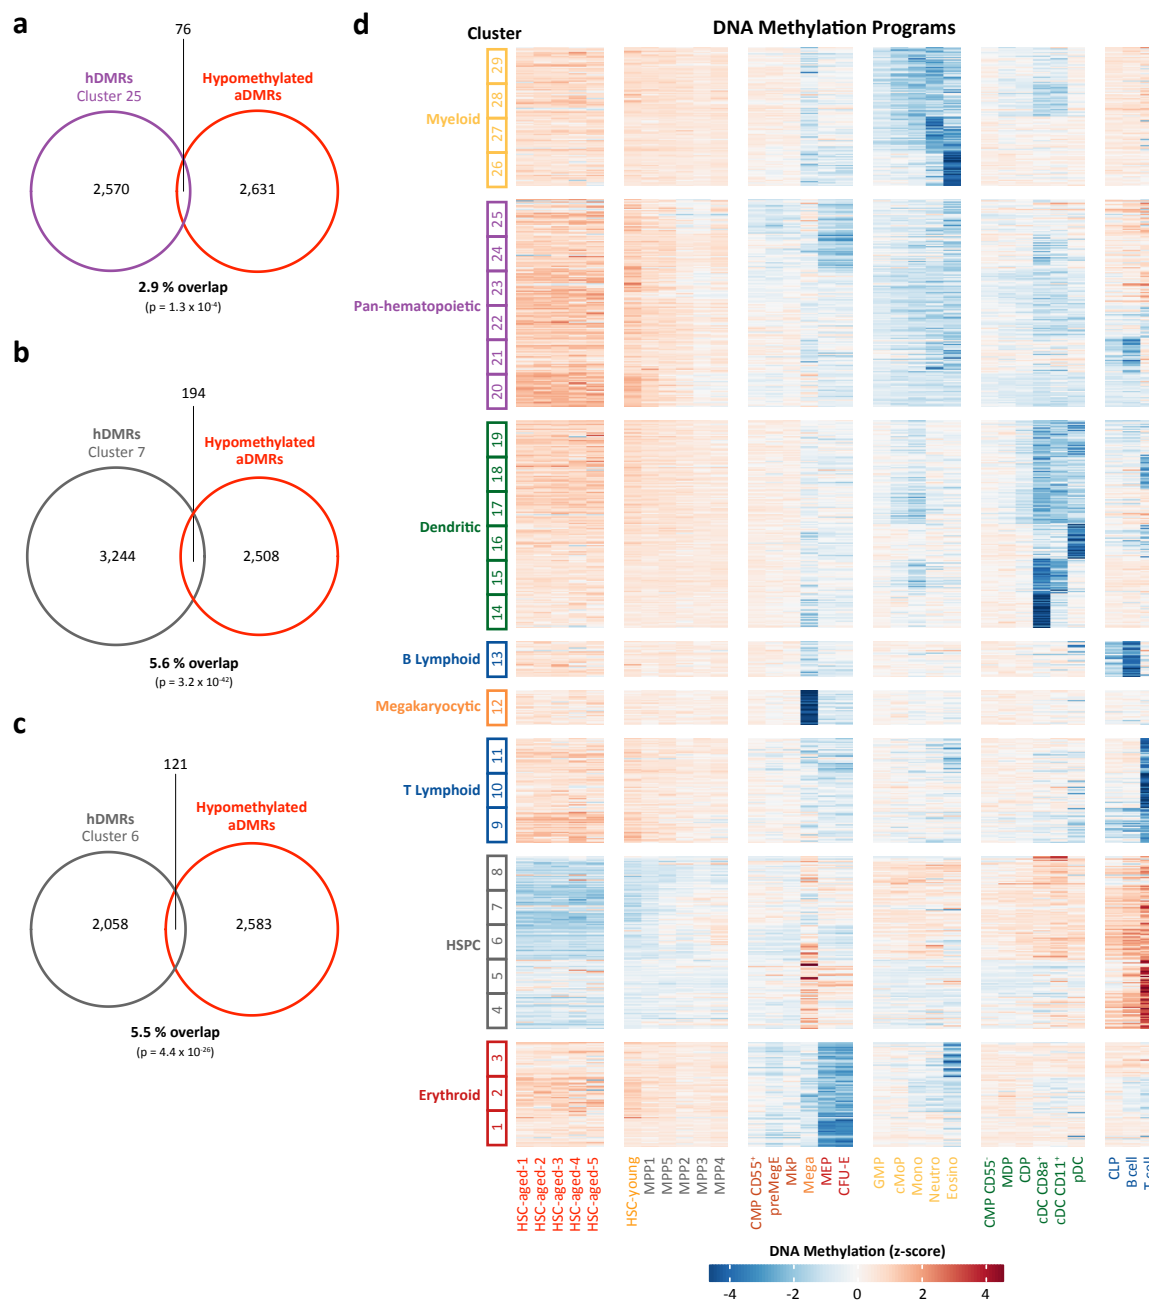 a
76
hDMRs
Cluster 25
Hypomethylated
aDMRs
2,570
2,631
2.9 % overlap
(p = 1.3 x 10-4)
b
194
hDMRs
Cluster 7
Hypomethylated
aDMRs
3,244
2,508
5.6 % overlap
(p = 3.2 x 10-42)
c
121
hDMRs
Cluster 6
Hypomethylated
aDMRs
2,058
2,583
5.5 % overlap
(p = 4.4 x 10-26)
d
Cluster
DNA Methylation Programs
Myeloid
29
28
27
26
Pan-hematopoietic
25
24
23
22
21
20
Dendritic
19
18
17
16
15
14
B Lymphoid
13
Megakaryocytic
12
T Lymphoid
11
10
9
HSPC
8
7
6
5
4
Erythroid
3
2
1
HSC-aged-1
HSC-aged-2
HSC-aged-3
HSC-aged-4
HSC-aged-5
HSC-young
MPP1
MPP5
MPP2
MPP3
MPP4
CMP CD55+
preMegE
MkP
Mega
MEP
CFU-E
GMP
cMoP
Mono
Neutro
Eosino
CMP CD55-
MDP
CDP
cDC CD8a+
cDC CD11+
pDC
CLP
B cell
T cell
DNA Methylation (z-score)
-4 -2 0 2 4